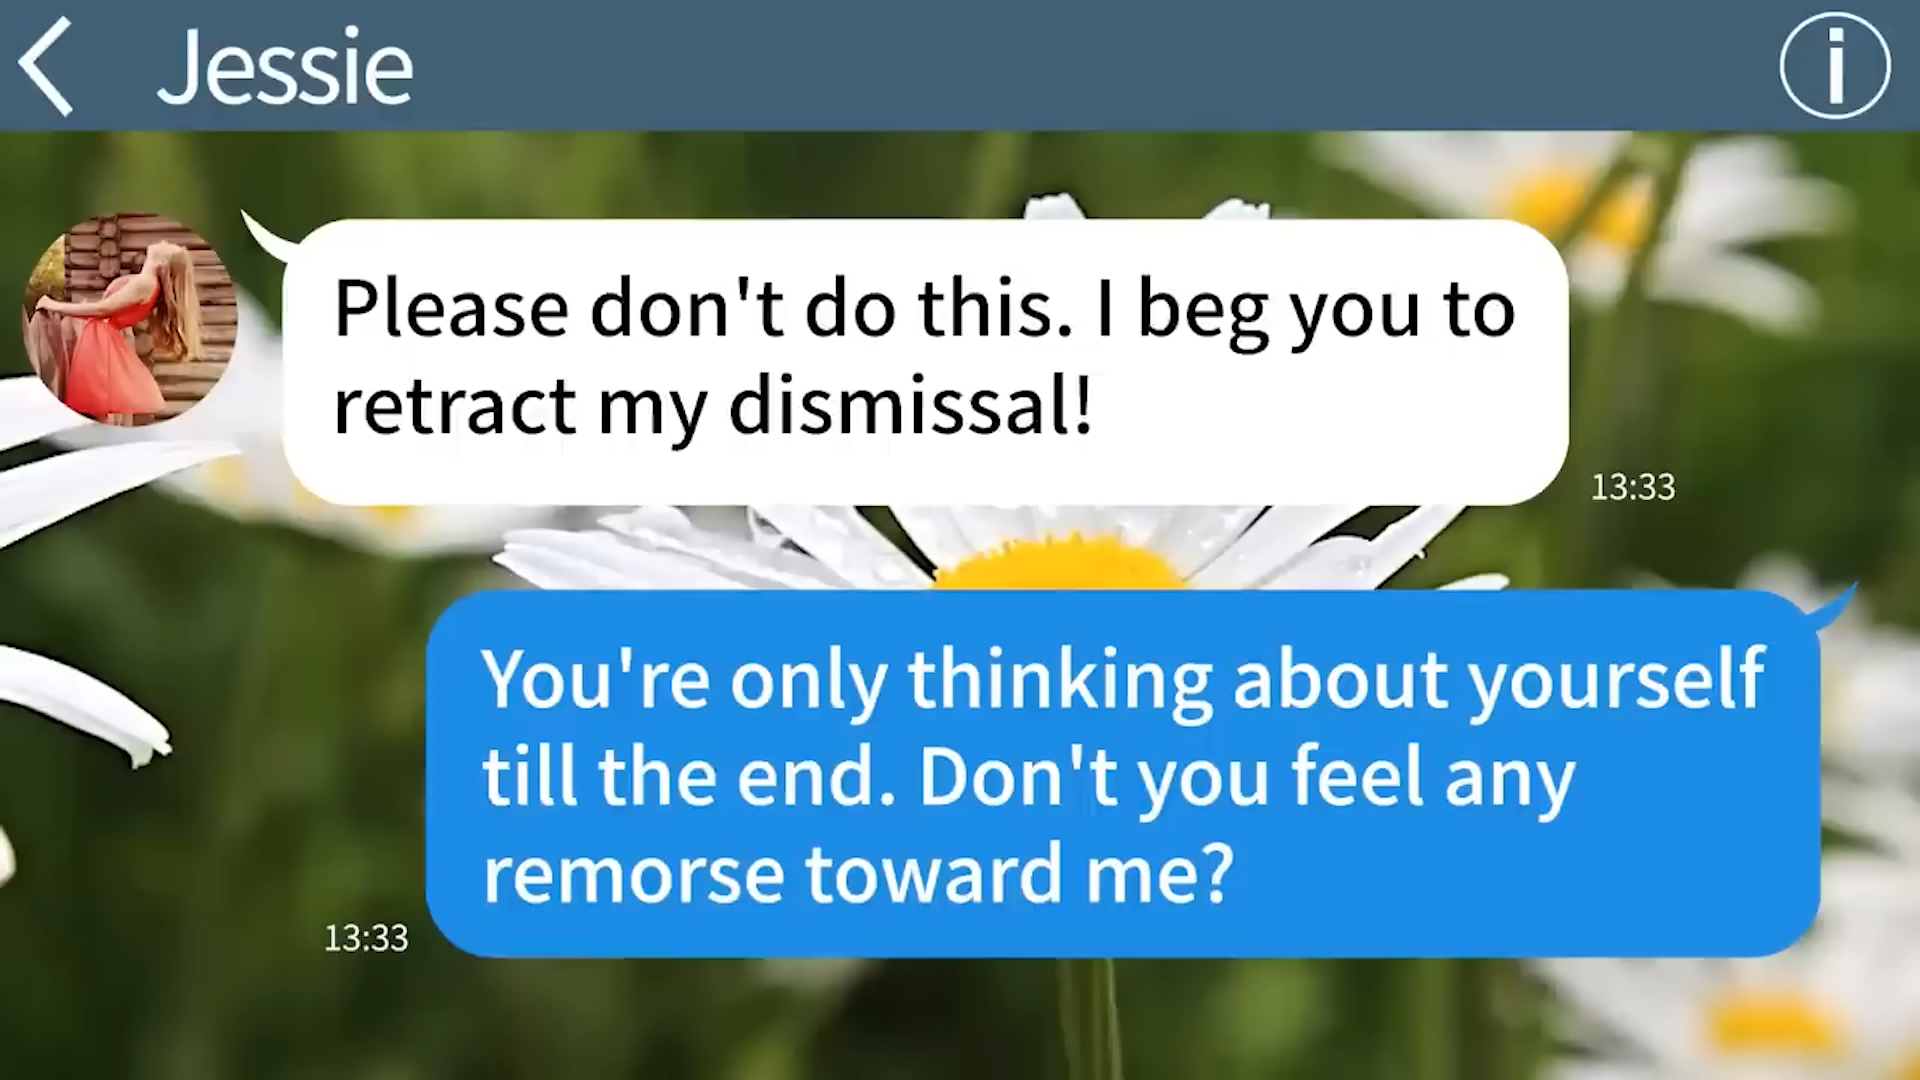 Jessie
Please don't do this. I beg you to
retract my dismissal!
13:33
You're only thinking about yourself
till the end. Don't you feel any
remorse toward me?
13:33